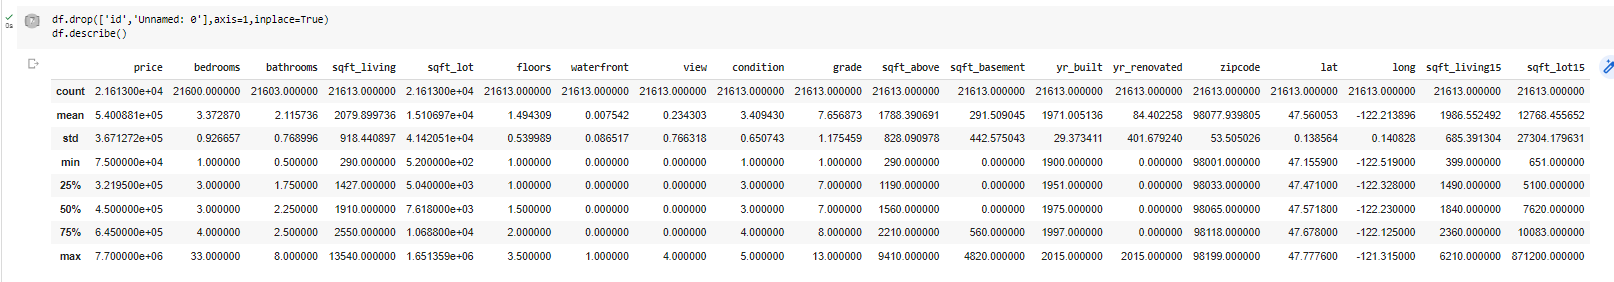 df.drop(['id','Unnamed: 0'],axis=1,inplace=True)
df.describe()
0s
price bedrooms bathrooms sqft_living sqft_lot floors waterfront view condition grade sqft_above sqft_basement yr_built yr_renovated zipcode lat long sqft_living15 sqft_lot15
count 2.161300e+04 21600.000000 21603.000000 21613.000000 2.161300e+04 21613.000000 21613.000000 21613.000000 21613.000000 21613.000000 21613.000000 21613.000000 21613.000000 21613.000000 21613.000000 21613.000000 21613.000000 21613.000000 21613.000000
mean 5.400881e+05 3.372870 2.115736 2079.899736 1.510697e+04 1.494309 0.007542 0.234303 3.409430 7.656873 1788.390691 291.509045 1971.005136 84.402258 98077.939805 47.560053 -122.213896 1986.552492 12768.455652
std 3.671272e+05 0.926657 0.768996 918.440897 4.142051e+04 0.539989 0.086517 0.766318 0.650743 1.175459 828.090978 442.575043 29.373411 401.679240 53.505026 0.138564 0.140828 685.391304 27304.179631
min 7.500000e+04 1.000000 0.500000 290.000000 5.200000e+02 1.000000 0.000000 0.000000 1.000000 1.000000 290.000000 0.000000 1900.000000 0.000000 98001.000000 47.155900 -122.519000 399.000000 651.000000
25% 3.219500e+05 3.000000 1.750000 1427.000000 5.040000e+03 1.000000 0.000000 0.000000 3.000000 7.000000 1190.000000 0.000000 1951.000000 0.000000 98033.000000 47.471000 -122.328000 1490.000000 5100.000000
50% 4.500000e+05 3.000000 2.250000 1910.000000 7.618000e+03 1.500000 0.000000 0.000000 3.000000 7.000000 1560.000000 0.000000 1975.000000 0.000000 98065.000000 47.571800 -122.230000 1840.000000 7620.000000
75% 6.450000e+05 4.000000 2.500000 2550.000000 1.068800e+04 2.000000 0.000000 0.000000 4.000000 8.000000 2210.000000 560.000000 1997.000000 0.000000 98118.000000 47.678000 -122.125000 2360.000000 10083.000000
max 7.700000e+06 33.000000 8.000000 13540.000000 1.651359e+06 3.500000 1.000000 4.000000 5.000000 13.000000 9410.000000 4820.000000 2015.000000 2015.000000 98199.000000 47.777600 -121.315000 6210.000000 871200.000000